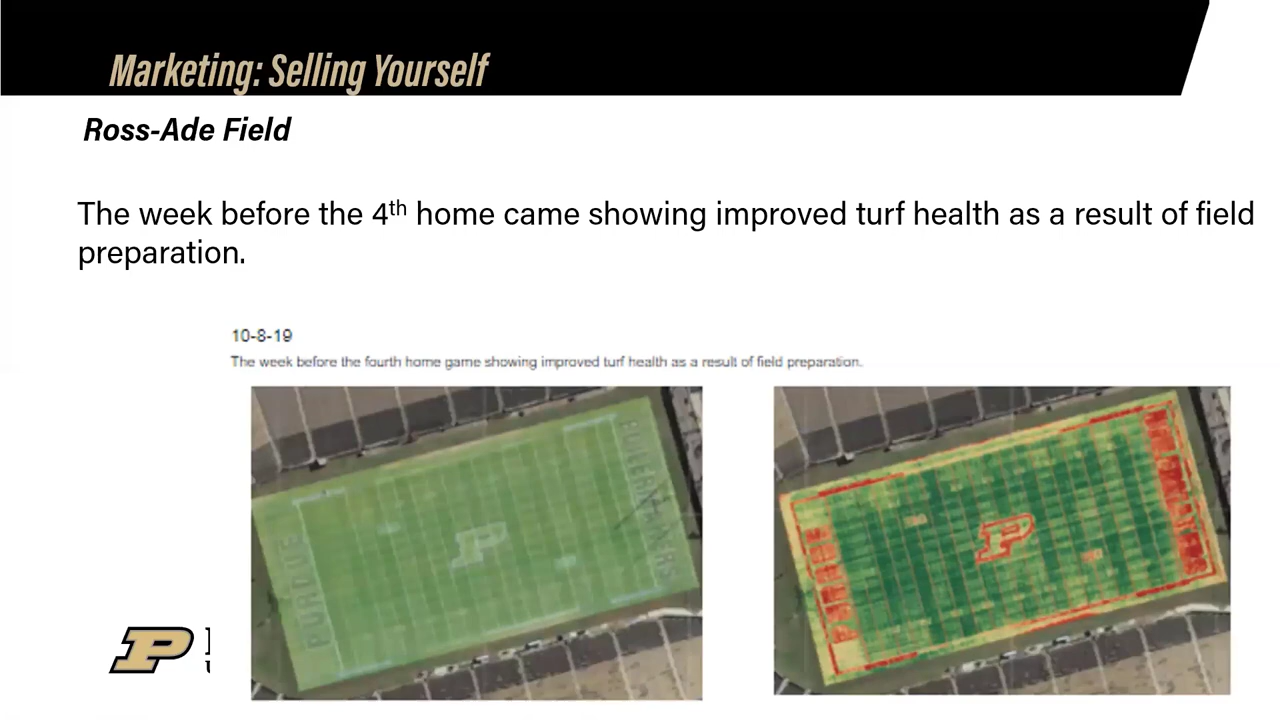 Marketing: Selling Yourself
Ross-Ade Field
The week before the 4th home came showing improved turf health as a result of field
preparation.
10-8-19
The week before the fourth home game showing improved turf health as a result of field preparation.
PURDUE
P
BOILERMAKERS
PURDUE
P
P